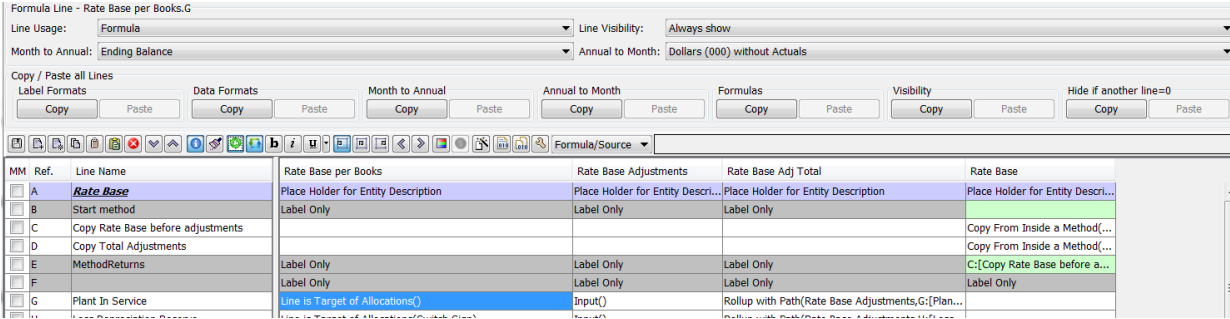 Formula Line - Rate Base per Books.G
Line Usage: Formula Line Visibility: Always show
Month to Annual: Ending Balance Annual to Month: Dollars (000) without Actuals
Copy / Paste all Lines
Label Formats Data Formats Month to Annual Annual to Month Formulas Visibility Hide if another line=0
Copy Paste Copy Paste Copy Paste Copy Paste Copy Paste Copy Paste Copy Paste
b i u Formula/Source
MM Ref. Line Name Rate Base per Books Rate Base Adjustments Rate Base Adj Total Rate Base
A Rate Base Place Holder for Entity Description Place Holder for Entity Descri... Place Holder for Entity Description Place Holder for Entity Descri...
B Start method Label Only Label Only Label Only
C Copy Rate Base before adjustments Copy From Inside a Method(...
D Copy Total Adjustments Copy From Inside a Method(...
E MethodReturns Label Only Label Only Label Only C:[Copy Rate Base before a...
F Label Only Label Only Label Only Label Only
G Plant In Service Line is Target of Allocations() Input() Rollup with Path(Rate Base Adjustments,G:[Plan...